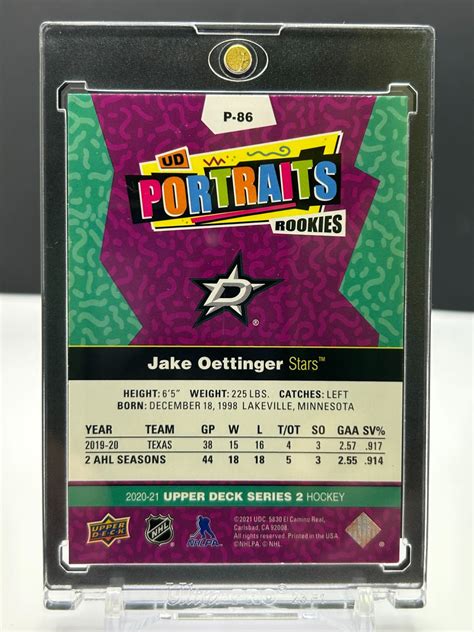 P-86
UD
PORTRAITS
ROOKIES
D
®
Jake Oettinger Stars™
HEIGHT: 6'5" WEIGHT: 225 LBS. CATCHES: LEFT
BORN: DECEMBER 18, 1998 LAKEVILLE, MINNESOTA
YEAR TEAM GP W L T/OT SO GAA SV%
2019-20 TEXAS 38 15 16 4 3 2.57 .917
2 AHL SEASONS 44 18 18 5 3 2.55 .914
2020-21 UPPER DECK SERIES 2 HOCKEY
UPPER DECK
NHL
NHLPA
©2021 UDC. 5830 El Camino Real,
Carlsbad, CA 92008.
All rights reserved. Printed in the USA.
©NHLPA. © NHL.